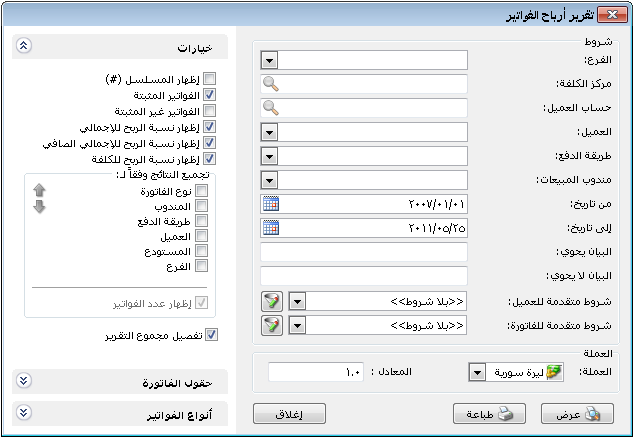 تقرير أرباح الفواتير
شروط
الفرع:
مركز الكلفة:
حساب العميل:
العميل:
طريقة الدفع:
مندوب المبيعات:
من تاريخ: ٢٠٠٧/٠١/٠١
إلى تاريخ: ٢٠١١/٠٥/٢٥
البيان يحوي:
البيان لا يحوي:
شروط متقدمة للعميل: <<بلا شروط>>
شروط متقدمة للفاتورة: <<بلا شروط>>
العملة
العملة: ليرة سورية المعادل : ١.٠
عرض طباعة إغلاق
خيارات
إظهار المسلسل (#)
الفواتير المثبتة
الفواتير غير المثبتة
إظهار نسبة الربح للإجمالي
إظهار نسبة الربح للإجمالي الصافي
إظهار نسبة الربح للكلفة
تجميع النتائج وفقاً لـ:
نوع الفاتورة
المندوب
طريقة الدفع
العميل
المستودع
الفرع
إظهار عدد الفواتير
تفصيل مجموع التقرير
حقول الفاتورة
أنواع الفواتير